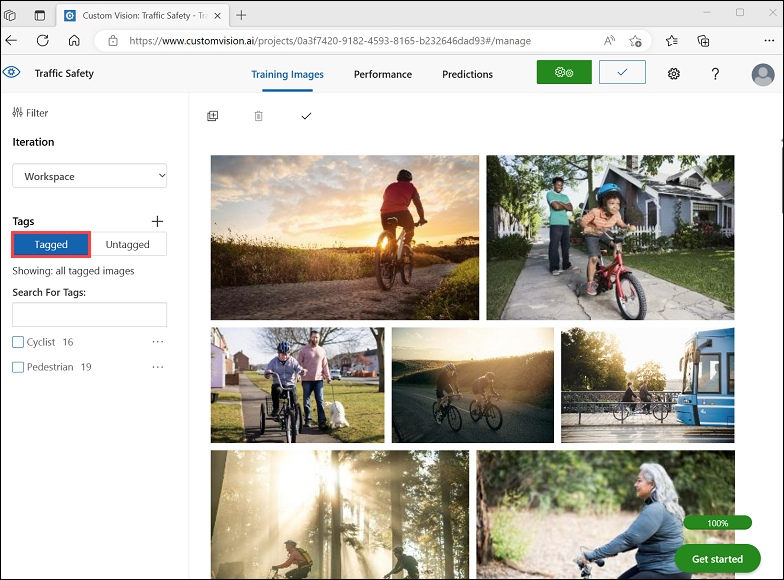 Custom Vision: Traffic Safety - Tra
https://www.customvision.ai/projects/0a3f7420-9182-4593-8165-b232646dad93#/manage
Traffic Safety
Training Images
Performance
Predictions
?
Filter
Iteration
Workspace
Tags
Tagged
Untagged
Showing: all tagged images
Search For Tags:
Cyclist 16
Pedestrian 19
100%
Get started